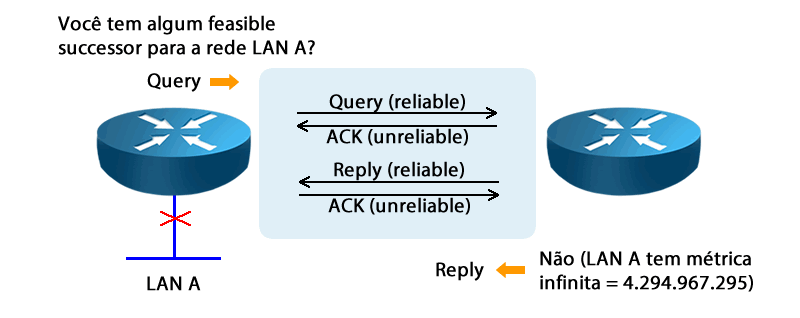 Você tem algum feasible
successor para a rede LAN A?
Query
Query (reliable)
ACK (unreliable)
Reply (reliable)
ACK (unreliable)
LAN A
Reply
Não (LAN A tem métrica
infinita = 4.294.967.295)